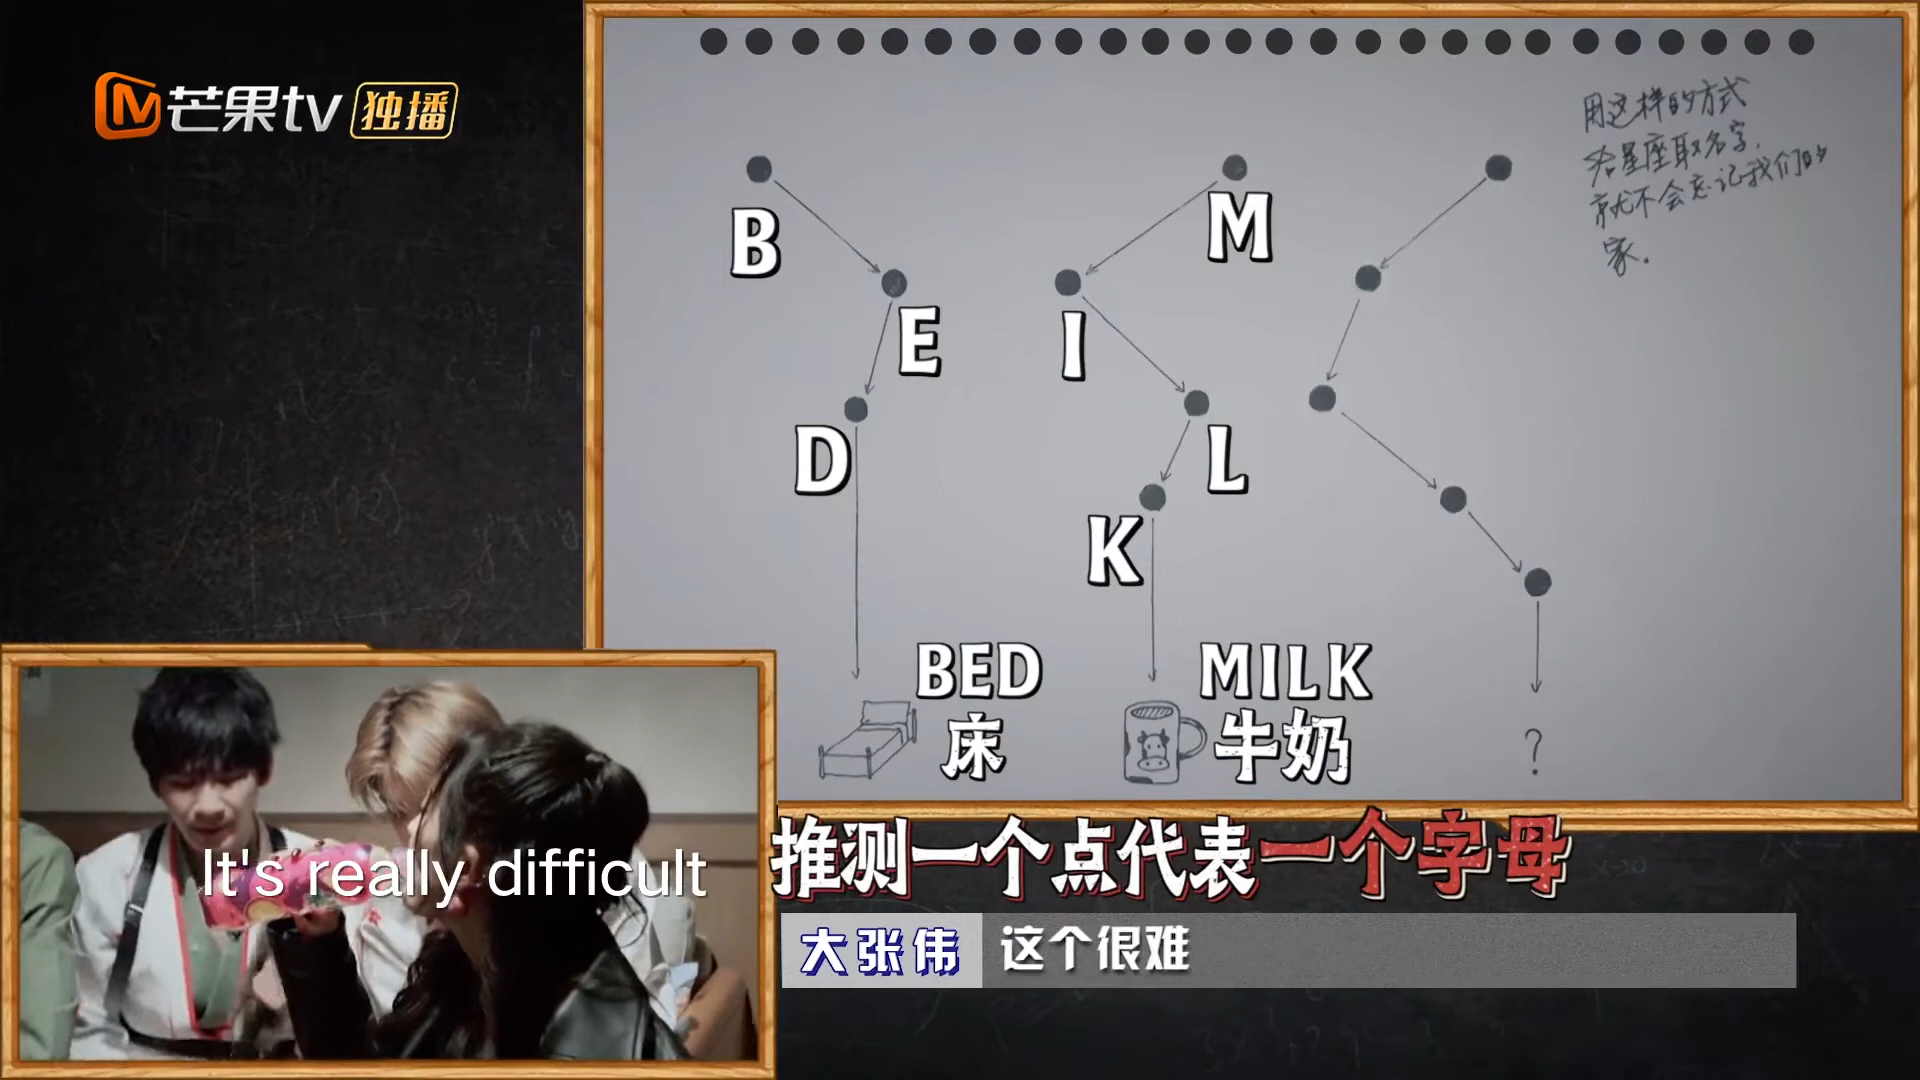 芒果tv 独播
用这样的方式
给星座取名字,
就不会忘记我们的
家.
B
M
E
I
D
L
K
BED
床
MILK
牛奶
?
推测一个点代表一个字母
It's really difficult
大张伟 这个很难